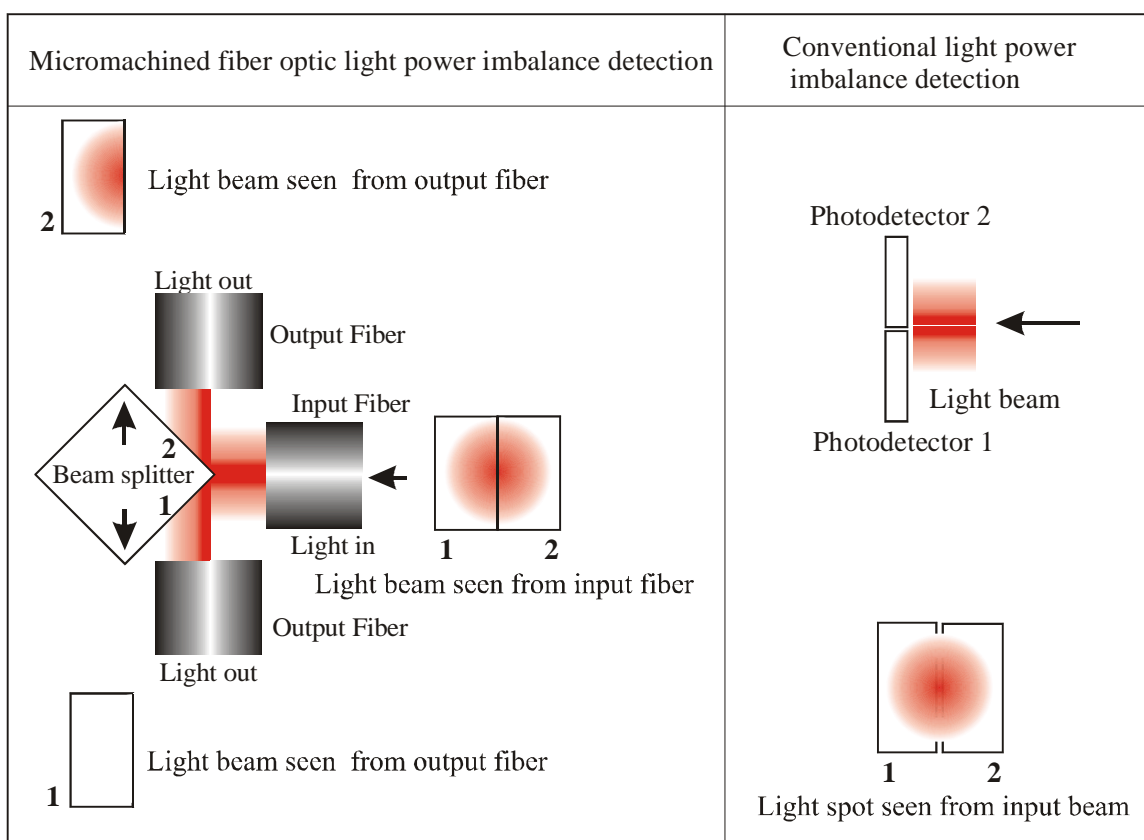 Micromachined fiber optic light power imbalance detection
Conventional light power
imbalance detection
Light beam seen from output fiber
2
Light out
Output Fiber
Input Fiber
2
Beam splitter
1
Light in
1 2
Light beam seen from input fiber
Output Fiber
Light out
Light beam seen from output fiber
1
Photodetector 2
Light beam
Photodetector 1
1 2
Light spot seen from input beam